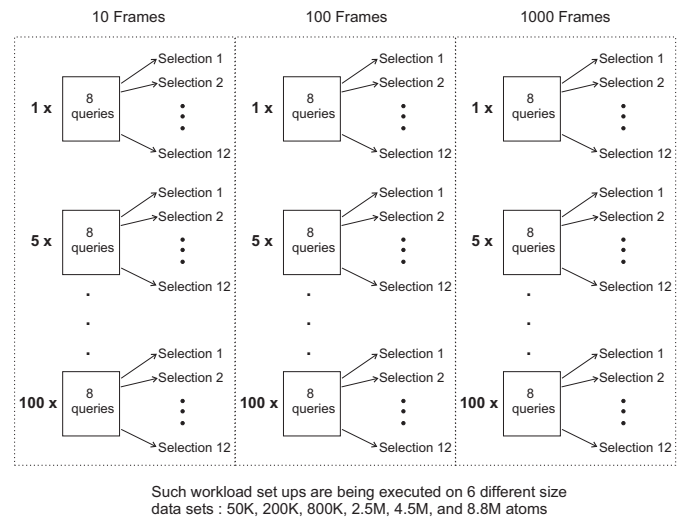 10 Frames
100 Frames
1000 Frames
1 x
8
queries
Selection 1
Selection 2
Selection 12
1 x
8
queries
Selection 1
Selection 2
Selection 12
1 x
8
queries
Selection 1
Selection 2
Selection 12
5 x
8
queries
Selection 1
Selection 2
Selection 12
5 x
8
queries
Selection 1
Selection 2
Selection 12
5 x
8
queries
Selection 1
Selection 2
Selection 12
100 x
8
queries
Selection 1
Selection 2
Selection 12
100 x
8
queries
Selection 1
Selection 2
Selection 12
100 x
8
queries
Selection 1
Selection 2
Selection 12
Such workload set ups are being executed on 6 different size
data sets : 50K, 200K, 800K, 2.5M, 4.5M, and 8.8M atoms